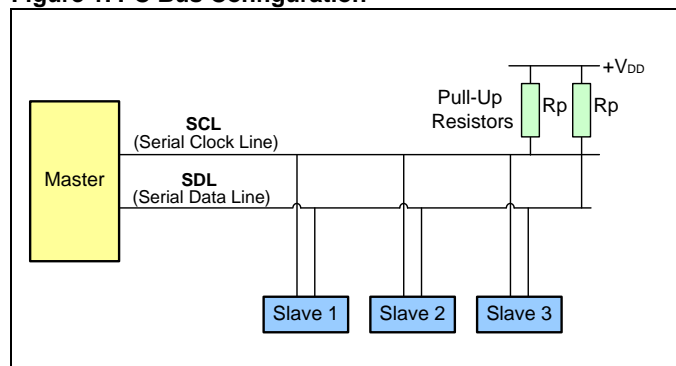 Figure 1. I²C Bus Configuration
+VDD
Pull-Up
Resistors
Rp
Rp
SCL
(Serial Clock Line)
Master
SDL
(Serial Data Line)
Slave 1
Slave 2
Slave 3